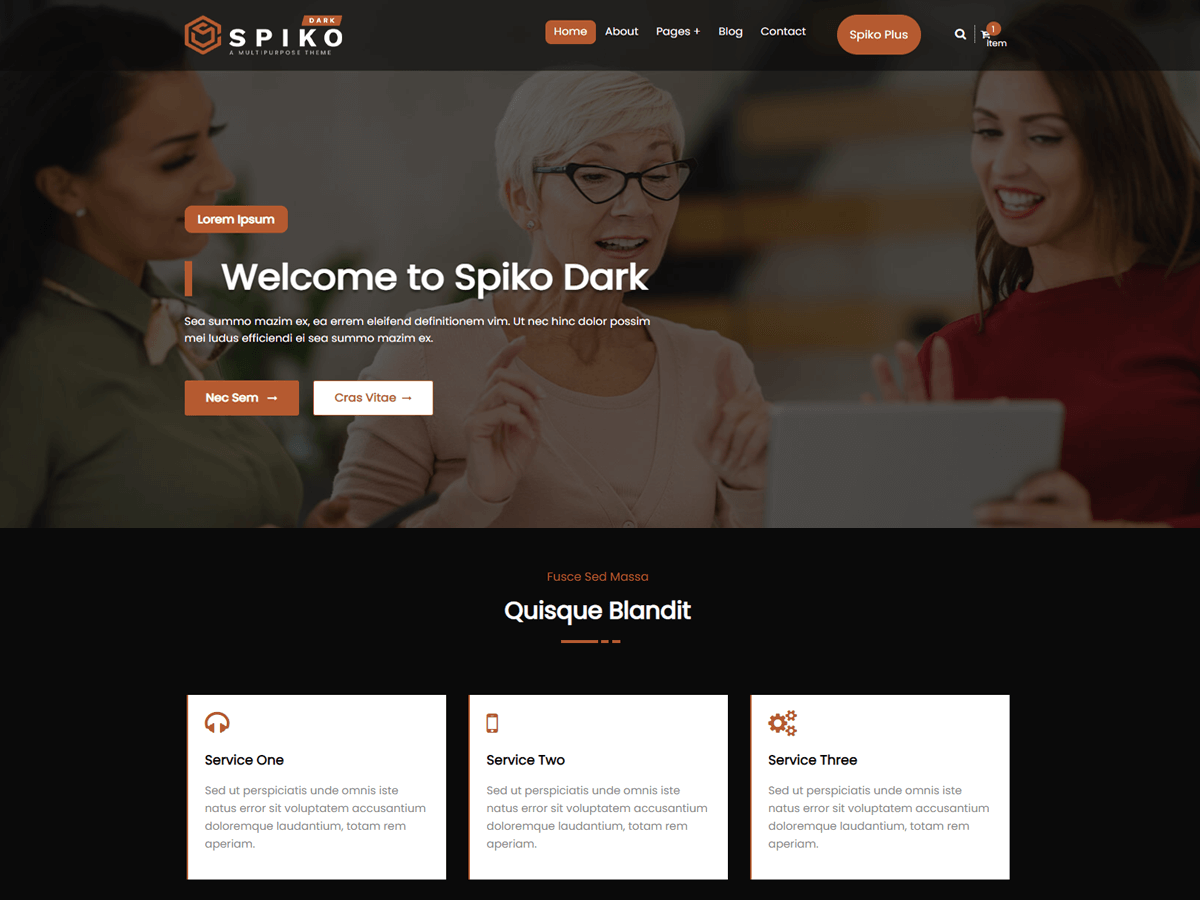 DARK
SPIKO
A MULTIPURPOSE THEME
Home About Pages + Blog Contact Spiko Plus 1 Item
Lorem Ipsum
Welcome to Spiko Dark
Sea summo mazim ex, ea errem eleifend definitionem vim. Ut nec hinc dolor possim
mei ludus efficiendi ei sea summo mazim ex.
Nec Sem → Cras Vitae →
Fusce Sed Massa
Quisque Blandit
Service One
Sed ut perspiciatis unde omnis iste
natus error sit voluptatem accusantium
doloremque laudantium, totam rem
aperiam.
Service Two
Sed ut perspiciatis unde omnis iste
natus error sit voluptatem accusantium
doloremque laudantium, totam rem
aperiam.
Service Three
Sed ut perspiciatis unde omnis iste
natus error sit voluptatem accusantium
doloremque laudantium, totam rem
aperiam.